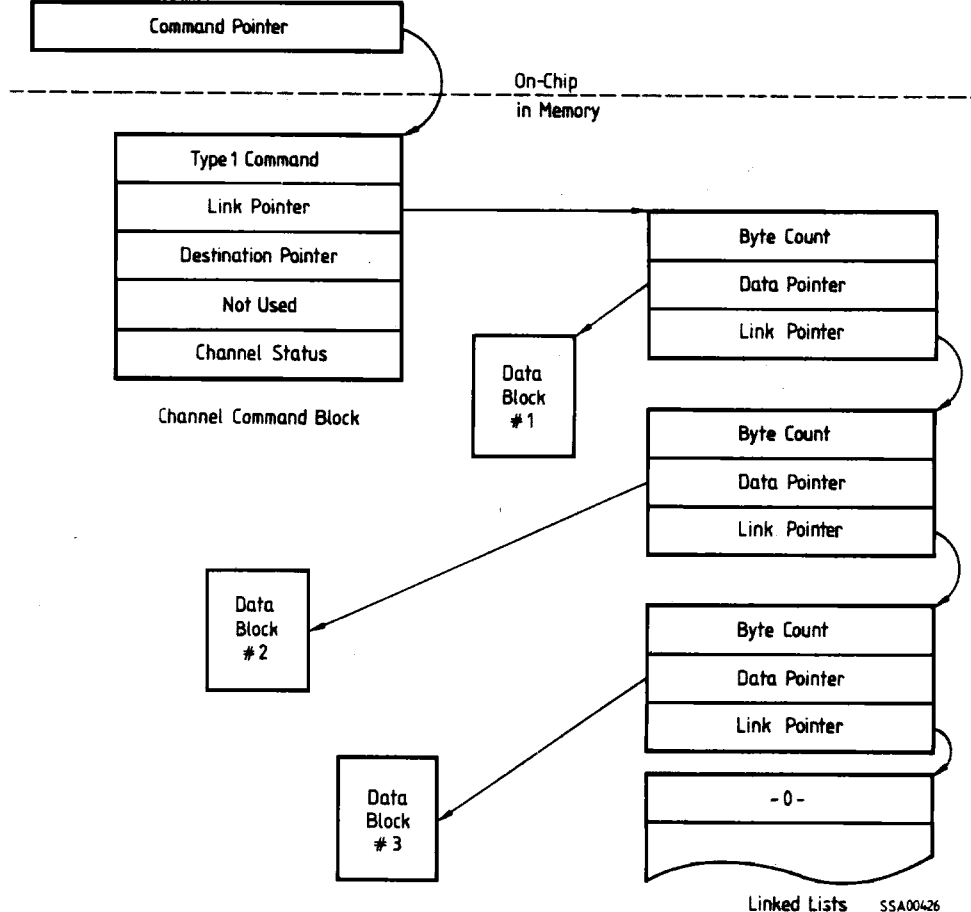 Command Pointer
On-Chip
in Memory
Type 1 Command
Link Pointer
Destination Pointer
Not Used
Channel Status
Channel Command Block
Byte Count
Data Pointer
Link Pointer
Data
Block
#1
Byte Count
Data Pointer
Link Pointer
Data
Block
#2
Byte Count
Data Pointer
Link Pointer
Data
Block
#3
-0-
Linked Lists
SSA00426